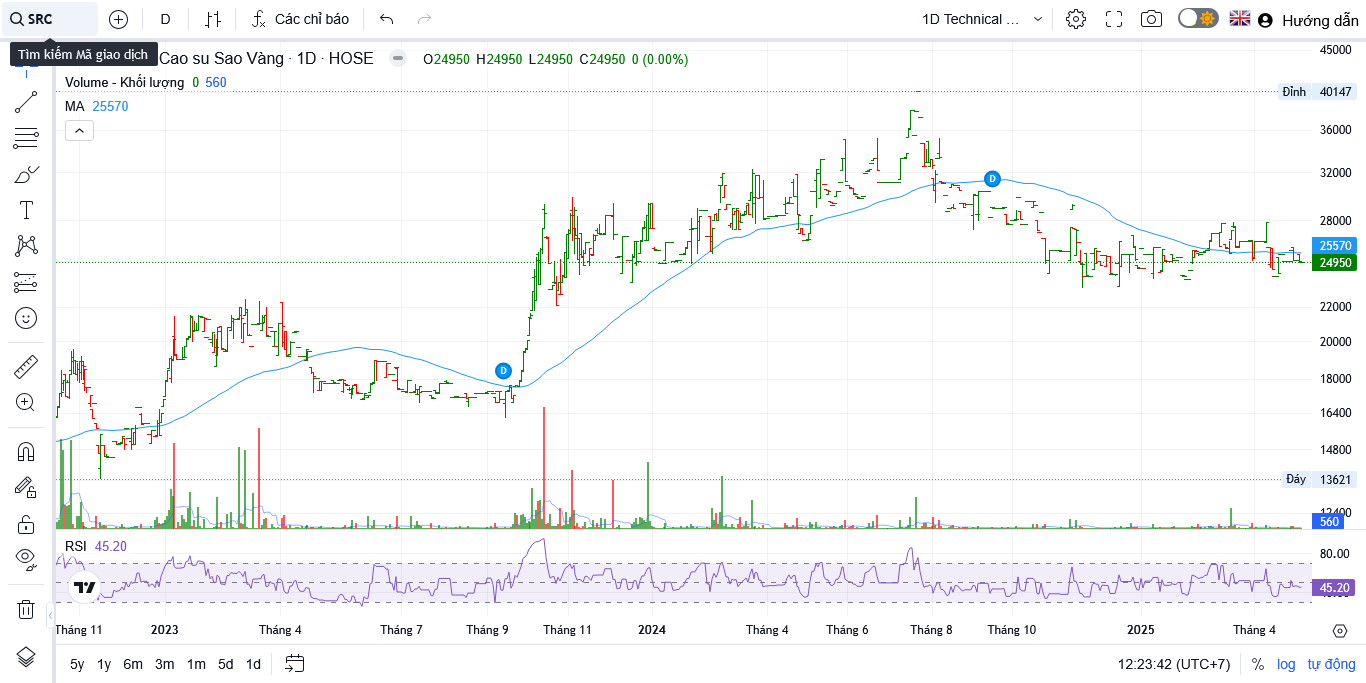 SRC
D
Các chỉ báo
1D Technical ...
Hướng dẫn
Tìm kiếm Mã giao dịch
Cao su Sao Vàng · 1D · HOSE
O24950 H24950 L24950 C24950 0 (0.00%)
Volume - Khối lượng 0 560
MA 25570
45000
Đỉnh 40147
36000
32000
28000
25570
24950
22000
20000
18000
16400
14800
Đáy 13621
12400
560
D
D
RSI 45.20
80.00
45.20
Tháng 11
2023
Tháng 4
Tháng 7
Tháng 9
Tháng 11
2024
Tháng 4
Tháng 6
Tháng 8
Tháng 10
2025
Tháng 4
5y 1y 6m 3m 1m 5d 1d
12:23:42 (UTC+7)
% log tự động